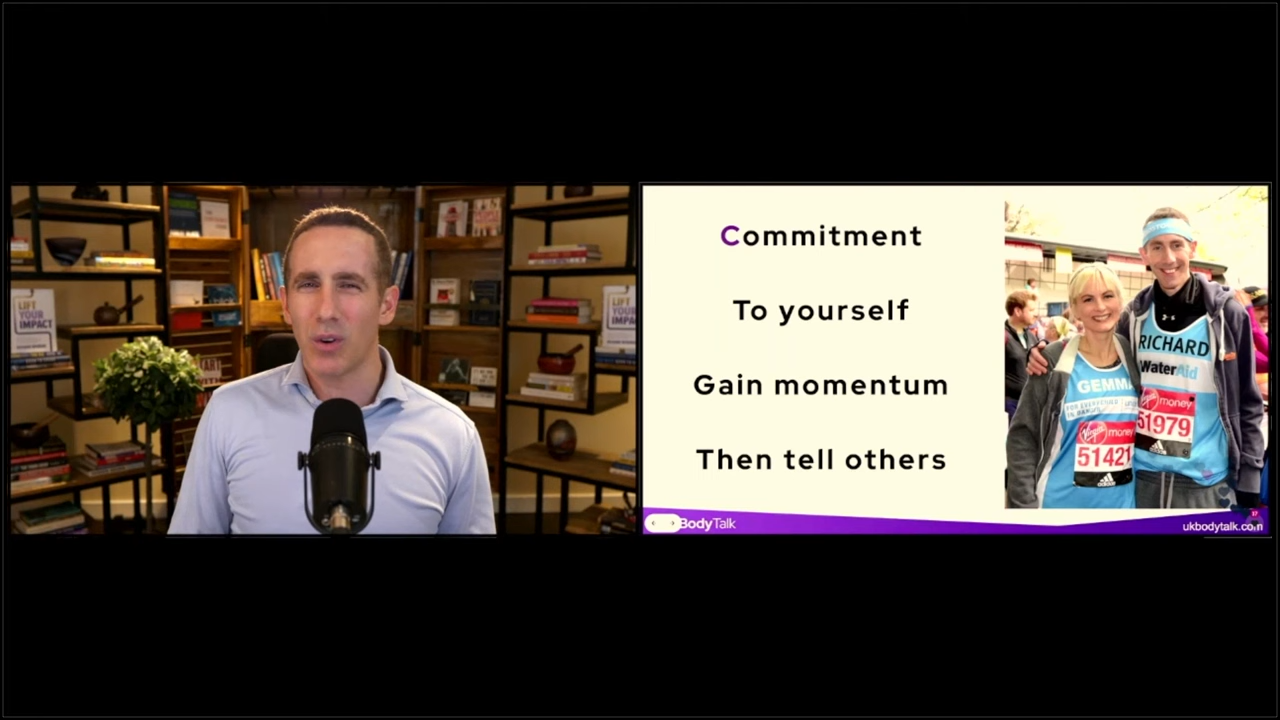 LIFT
YOUR
IMPACT
Commitment
To yourself
Gain momentum
Then tell others
RICHARD
WaterAid
GEMMA
Virgin money
51979
Virgin money
51421
adidas
adidas
BodyTalk
ukbodytalk.com